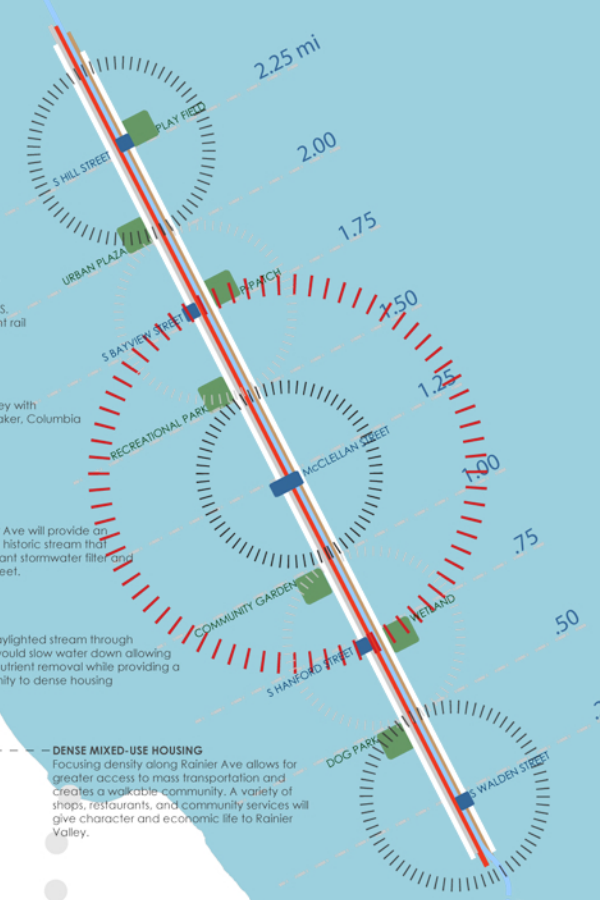 2.25 mi
PLAY FIELD
2.00
S HILL STREET
1.75
URBAN PLAZA
P-PATCH
S.
nt rail
1.50
S BAYVIEW STREET
1.25
ey with
aker, Columbia
RECREATIONAL PARK
McCLELLAN STREET
1.00
Ave will provide an
historic stream that
ant stormwater filter and
eet.
.75
COMMUNITY GARDEN
WETLAND
.50
aylighted stream through
would slow water down allowing
nutrient removal while providing a
nity to dense housing
S HANFORD STREET
DOG PARK
S WALDEN STREET
DENSE MIXED-USE HOUSING
Focusing density along Rainier Ave allows for
greater access to mass transportation and
creates a walkable community. A variety of
shops, restaurants, and community services will
give character and economic life to Rainier
Valley.